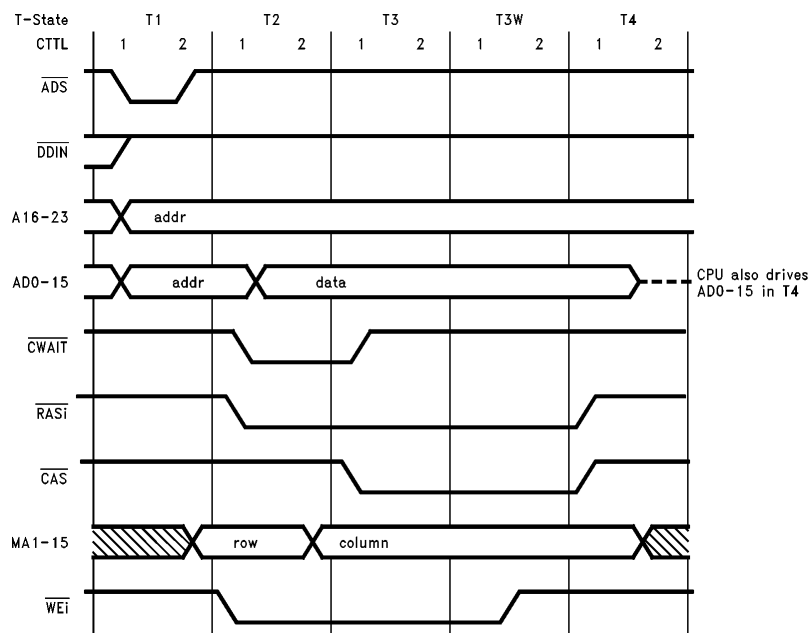 T-State T1 T2 T3 T3W T4
CTTL 1 2 1 2 1 2 1 2 1 2
ADS
DDIN
A16-23 addr
AD0-15 addr data
CPU also drives
AD0-15 in T4
CWAIT
RASi
CAS
MA1-15 row column
WEi